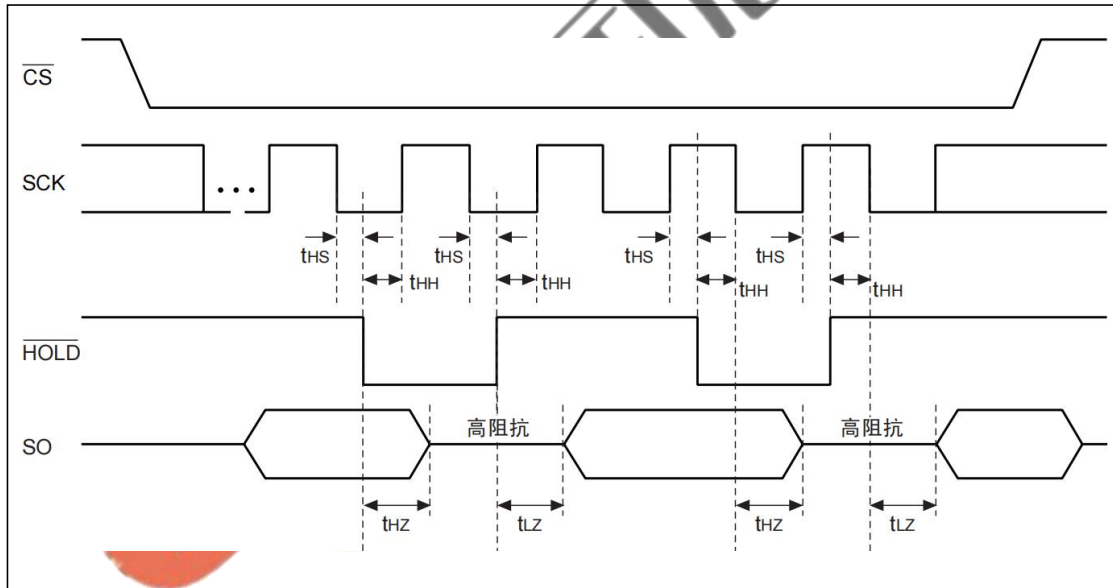 CS
SCK
...
tHS tHS tHS tHS
tHH tHH tHH tHH
HOLD
SO
高阻抗 高阻抗
tHZ tLZ tHZ tLZ